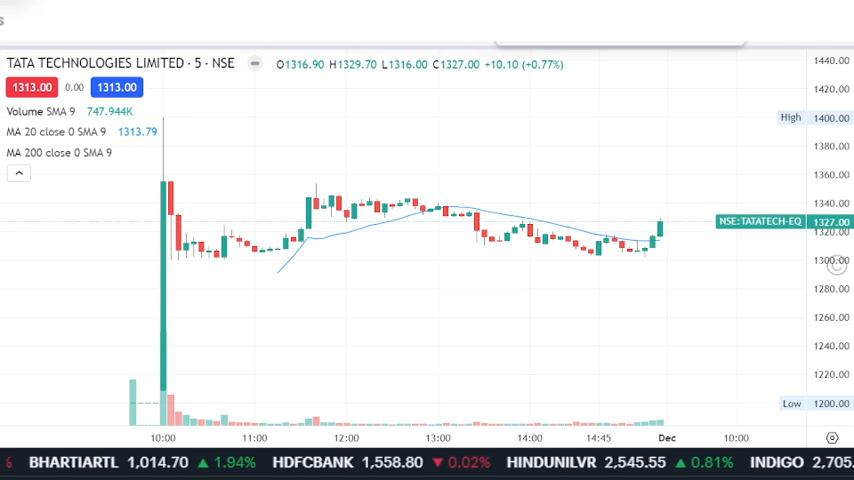 s
TATA TECHNOLOGIES LIMITED · 5 · NSE O1316.90 H1329.70 L1316.00 C1327.00 +10.10 (+0.77%)
1313.00 0.00 1313.00
Volume SMA 9 747.944K
MA 20 close 0 SMA 9 1313.79
MA 200 close 0 SMA 9
1440.00
1420.00
High 1400.00
1380.00
1360.00
1340.00
NSE:TATATECH-EQ 1327.00
1320.00
1300.00
1280.00
1260.00
1240.00
1220.00
Low 1200.00
10:00 11:00 12:00 13:00 14:00 14:45 Dec 10:00
% BHARTIARTL 1,014.70 ▲ 1.94% HDFCBANK 1,558.80 ▼ 0.02% HINDUNILVR 2,545.55 ▲ 0.81% INDIGO 2,705.